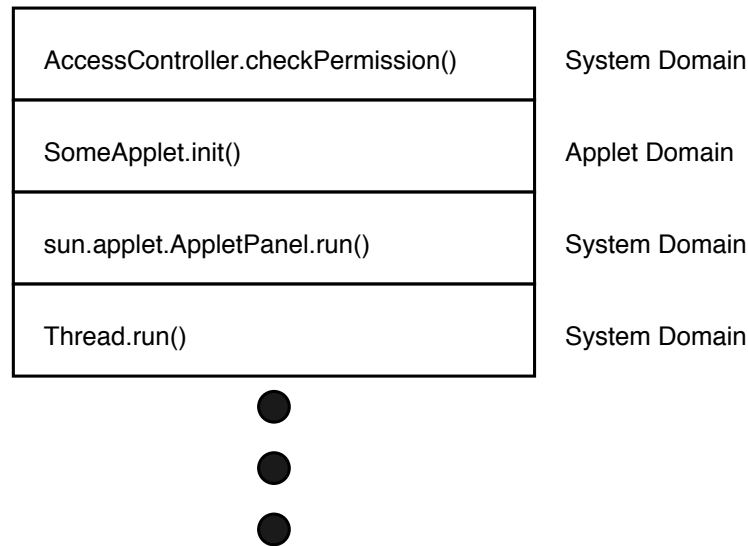 AccessController.checkPermission() System Domain
SomeApplet.init() Applet Domain
sun.applet.AppletPanel.run() System Domain
Thread.run() System Domain